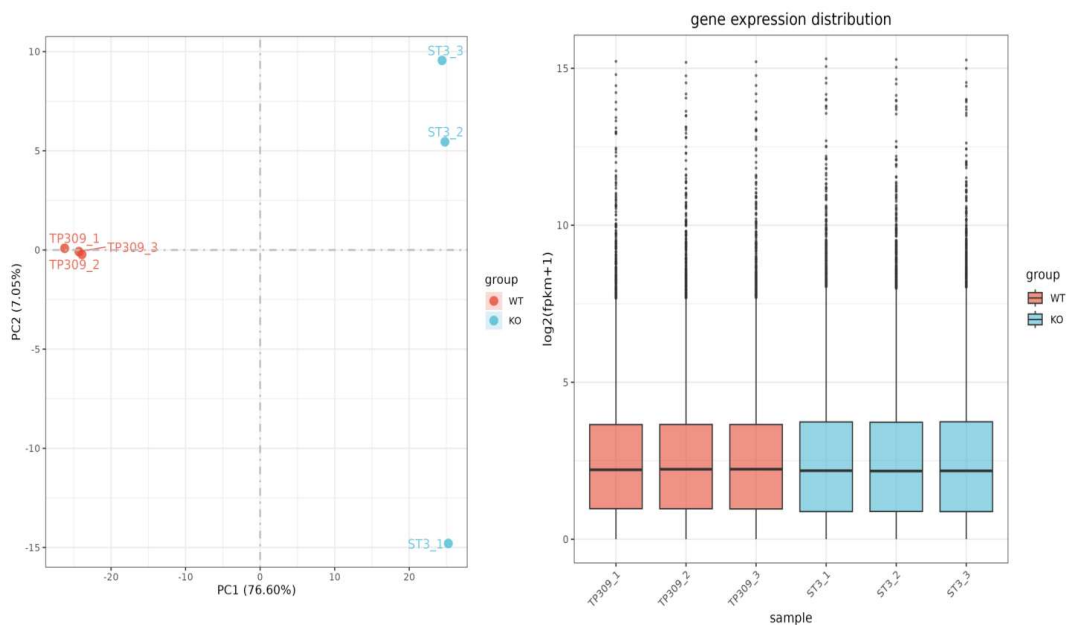 ST3_3
ST3_2
TP309_1
TP309_3
TP309_2
ST3_1
10
5
0
-5
-10
-15
-20
-10
0
10
20
PC1 (76.60%)
PC2 (7.05%)
group
WT
KO
gene expression distribution
15
10
5
0
log2(fpkm+1)
TP309_1
TP309_2
TP309_3
ST3_1
ST3_2
ST3_3
sample
group
WT
KO